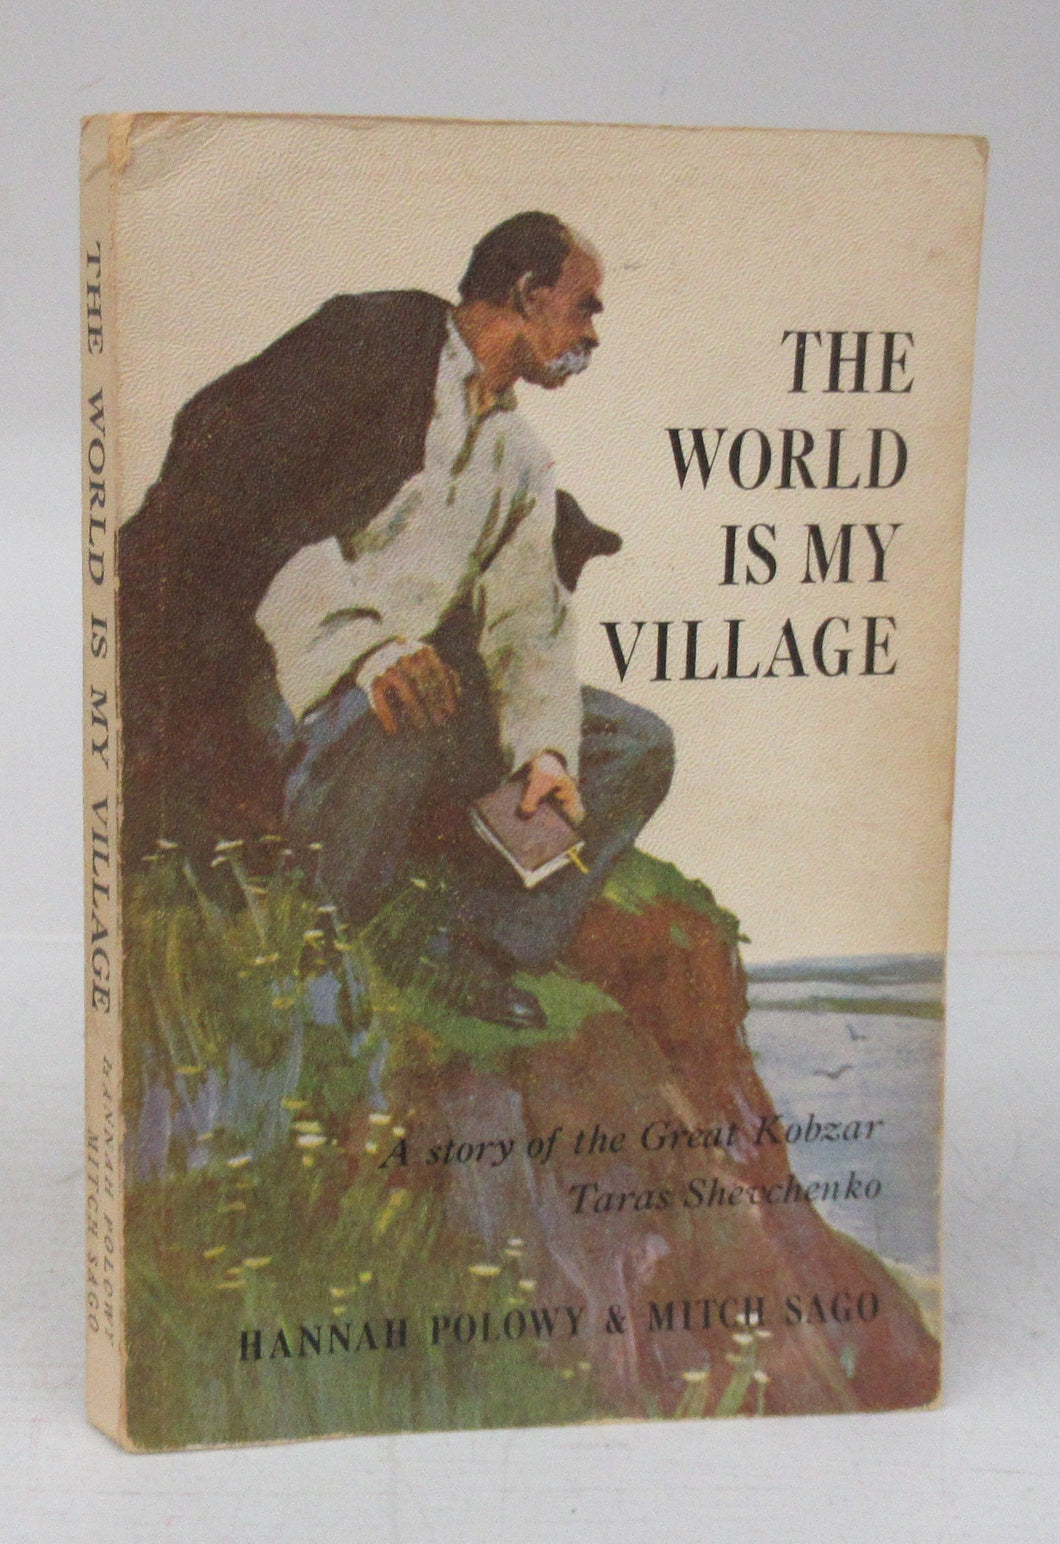 THE
WORLD
IS MY
VILLAGE
A story of the Great Kobzar
Taras Shevchenko
HANNAH POLOWY & MITCH SAGO
THE WORLD IS MY VILLAGE
HANNAH POLOWY
MITCH SAGO